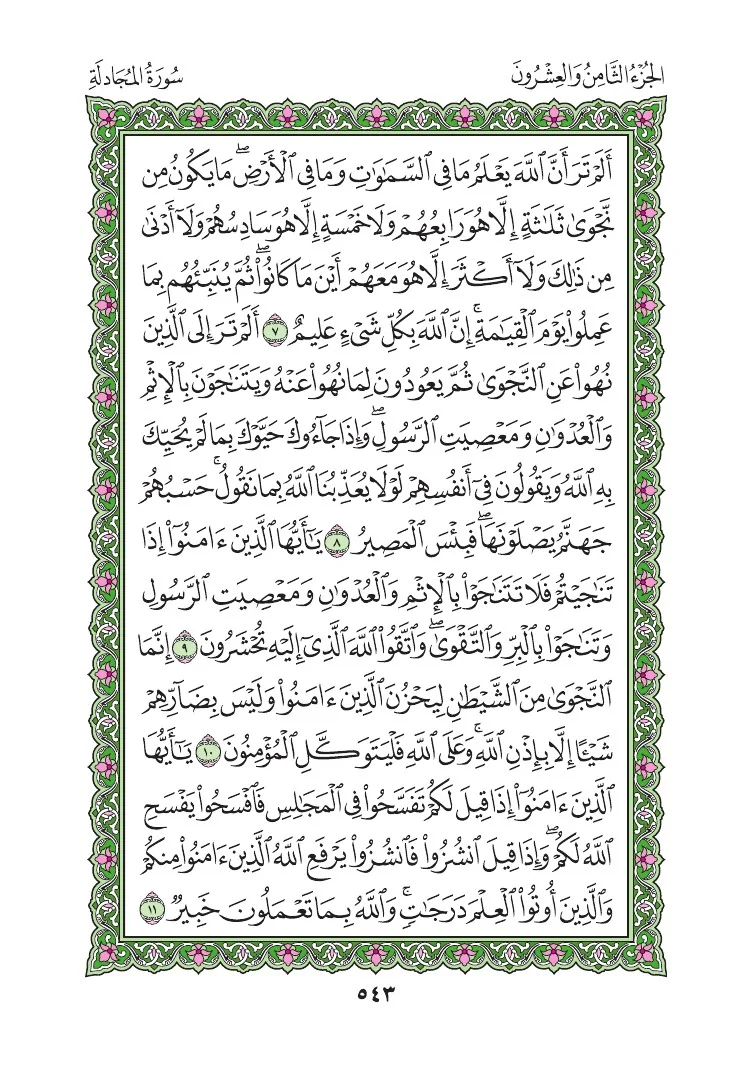 الجُزْءُ الثَّامِنُ وَالعِشْرُونَ
سُورَةُ المُجَادلَةِ
أَلَمْ تَرَ أَنَّ ٱللَّهَ يَعْلَمُ مَا فِي ٱلسَّمَٰوَٰتِ وَمَا فِي ٱلْأَرْضِۖ مَا يَكُونُ مِن
نَّجْوَىٰ ثَلَٰثَةٍ إِلَّا هُوَ رَابِعُهُمْ وَلَا خَمْسَةٍ إِلَّا هُوَ سَادِسُهُمْ وَلَآ أَدْنَىٰ
مِن ذَٰلِكَ وَلَآ أَكْثَرَ إِلَّا هُوَ مَعَهُمْ أَيْنَ مَا كَانُوا۟ۖ ثُمَّ يُنَبِّئُهُم بِمَا
عَمِلُوا۟ يَوْمَ ٱلْقِيَٰمَةِۚ إِنَّ ٱللَّهَ بِكُلِّ شَىْءٍ عَلِيمٌ ٧ أَلَمْ تَرَ إِلَى ٱلَّذِينَ
نُهُوا۟ عَنِ ٱلنَّجْوَىٰ ثُمَّ يَعُودُونَ لِمَا نُهُوا۟ عَنْهُ وَيَتَنَٰجَوْنَ بِٱلْإِثْمِ
وَٱلْعُدْوَٰنِ وَمَعْصِيَتِ ٱلرَّسُولِۖ وَإِذَا جَآءُوكَ حَيَّوْكَ بِمَا لَمْ يُحَيِّكَ
بِهِ ٱللَّهُ وَيَقُولُونَ فِىٓ أَنفُسِهِمْ لَوْلَا يُعَذِّبُنَا ٱللَّهُ بِمَا نَقُولُۚ حَسْبُهُمْ
جَهَنَّمُ يَصْلَوْنَهَاۖ فَبِئْسَ ٱلْمَصِيرُ ٨ يَٰٓأَيُّهَا ٱلَّذِينَ ءَامَنُوٓا۟ إِذَا
تَنَٰجَيْتُمْ فَلَا تَتَنَٰجَوْا۟ بِٱلْإِثْمِ وَٱلْعُدْوَٰنِ وَمَعْصِيَتِ ٱلرَّسُولِ
وَتَنَٰجَوْا۟ بِٱلْبِرِّ وَٱلتَّقْوَىٰۖ وَٱتَّقُوا۟ ٱللَّهَ ٱلَّذِىٓ إِلَيْهِ تُحْشَرُونَ ٩ إِنَّمَا
ٱلنَّجْوَىٰ مِنَ ٱلشَّيْطَٰنِ لِيَحْزُنَ ٱلَّذِينَ ءَامَنُوا۟ وَلَيْسَ بِضَآرِّهِمْ
شَيْـًٔا إِلَّا بِإِذْنِ ٱللَّهِۚ وَعَلَى ٱللَّهِ فَلْيَتَوَكَّلِ ٱلْمُؤْمِنُونَ ١٠ يَٰٓأَيُّهَا
ٱلَّذِينَ ءَامَنُوٓا۟ إِذَا قِيلَ لَكُمْ تَفَسَّحُوا۟ فِى ٱلْمَجَٰلِسِ فَٱفْسَحُوا۟ يَفْسَحِ
ٱللَّهُ لَكُمْۖ وَإِذَا قِيلَ ٱنشُزُوا۟ فَٱنشُزُوا۟ يَرْفَعِ ٱللَّهُ ٱلَّذِينَ ءَامَنُوا۟ مِنكُمْ
وَٱلَّذِينَ أُوتُوا۟ ٱلْعِلْمَ دَرَجَٰتٍۚ وَٱللَّهُ بِمَا تَعْمَلُونَ خَبِيرٌ ١١
٥٤٣